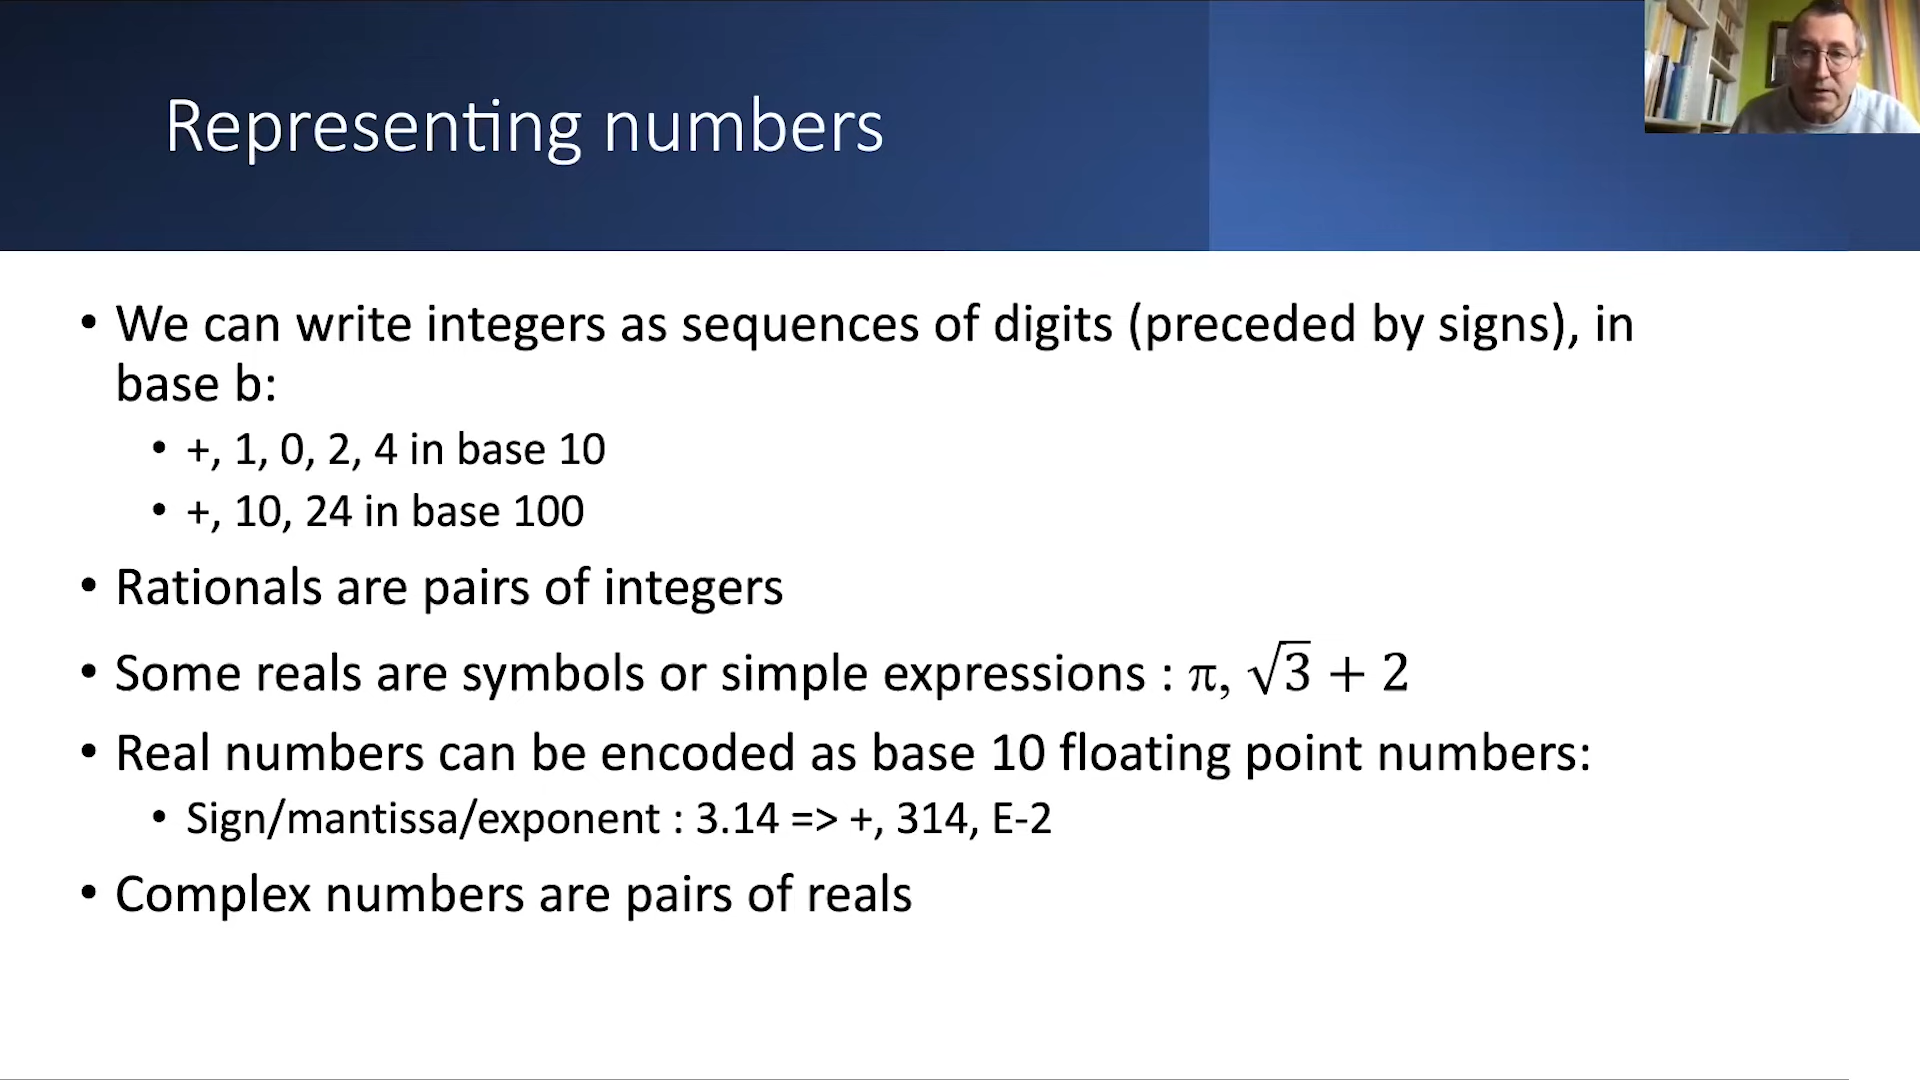 Representing numbers
• We can write integers as sequences of digits (preceded by signs), in
base b:
• +, 1, 0, 2, 4 in base 10
• +, 10, 24 in base 100
• Rationals are pairs of integers
• Some reals are symbols or simple expressions : π, √3 + 2
• Real numbers can be encoded as base 10 floating point numbers:
• Sign/mantissa/exponent : 3.14 => +, 314, E-2
• Complex numbers are pairs of reals